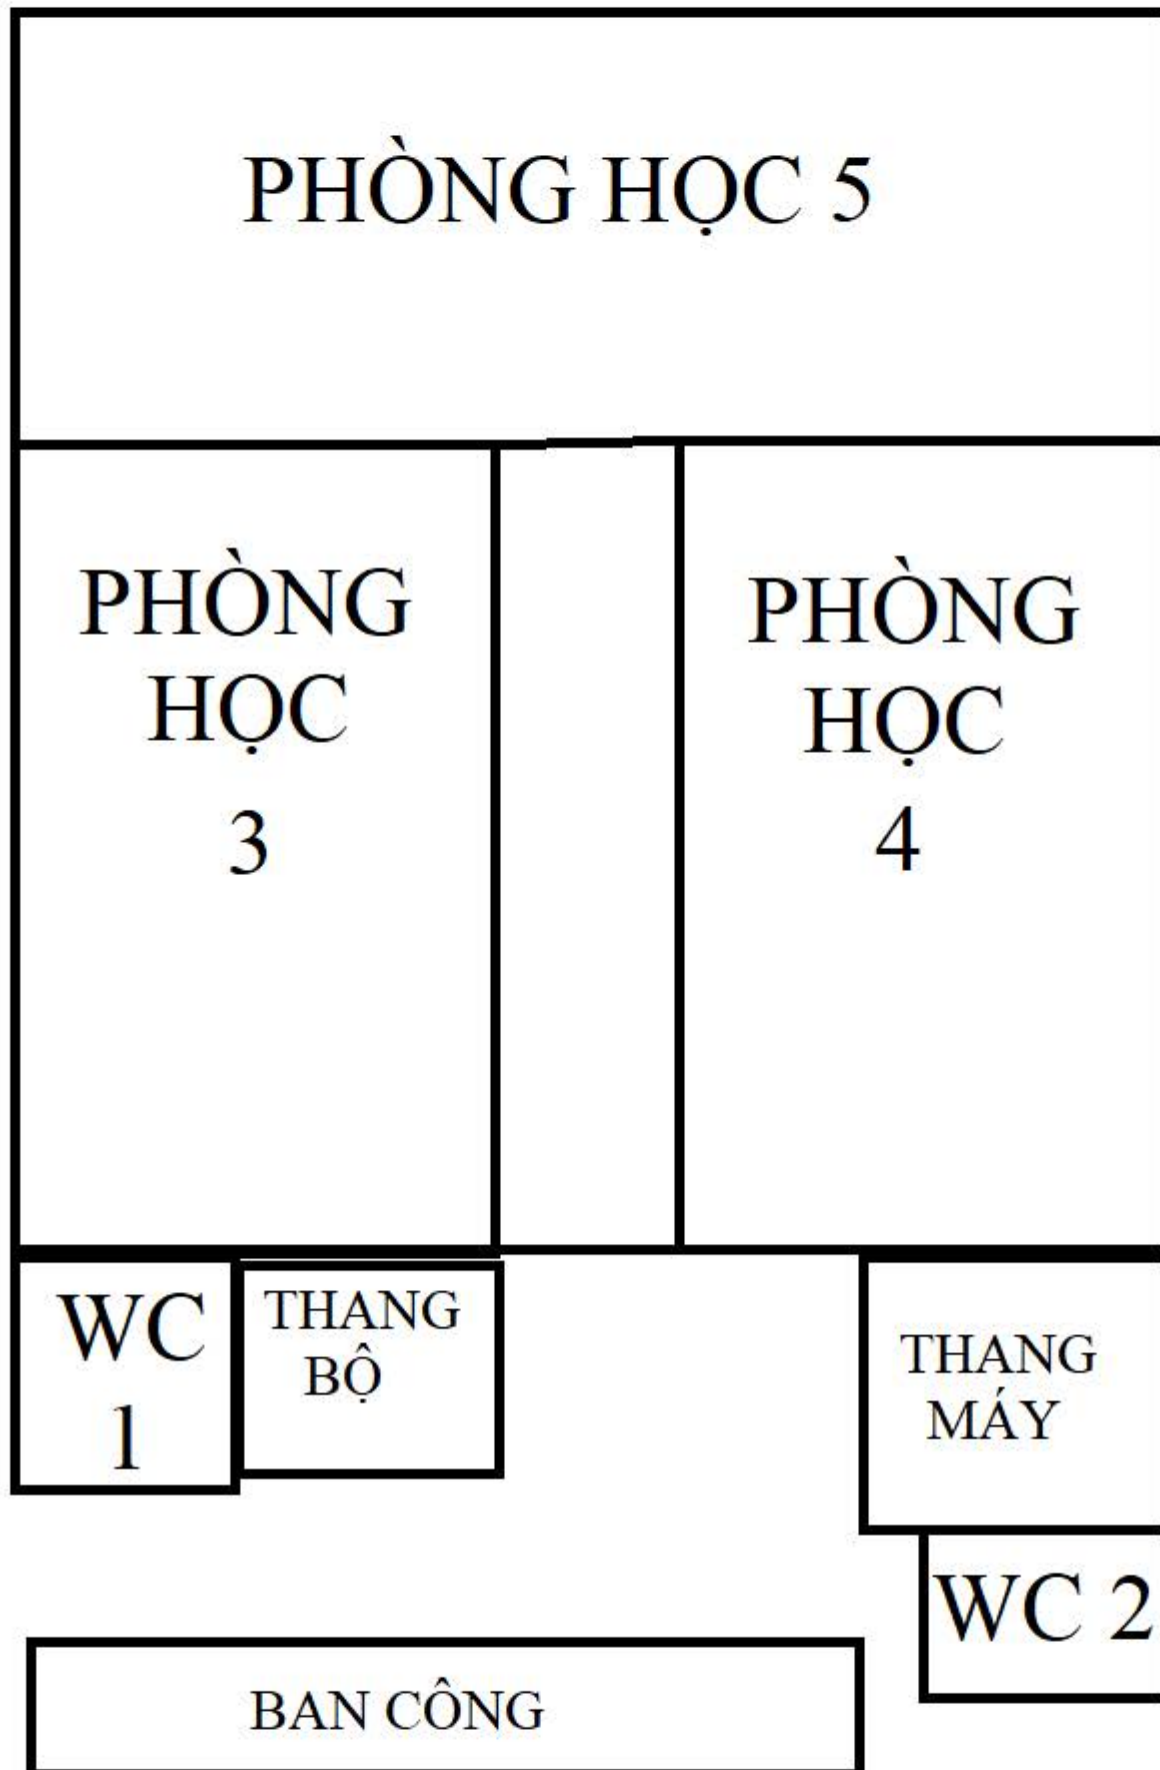 PHÒNG HỌC 5
PHÒNG
HỌC
3
PHÒNG
HỌC
4
WC
1
THANG
BỘ
THANG
MÁY
WC 2
BAN CÔNG